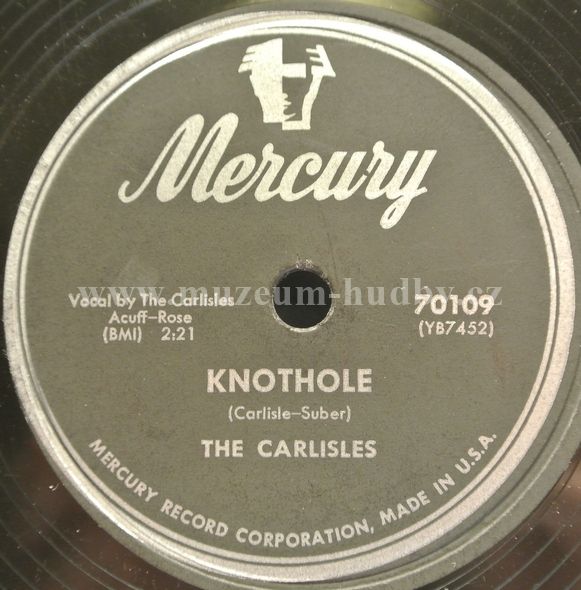 Mercury
www.muzeum-hudby.cz
Vocal by The Carlisles
Acuff-Rose
(BMI) 2:21
70109
(YB7452)
KNOTHOLE
(Carlisle-Suber)
THE CARLISLES
MERCURY RECORD CORPORATION, MADE IN U.S.A.